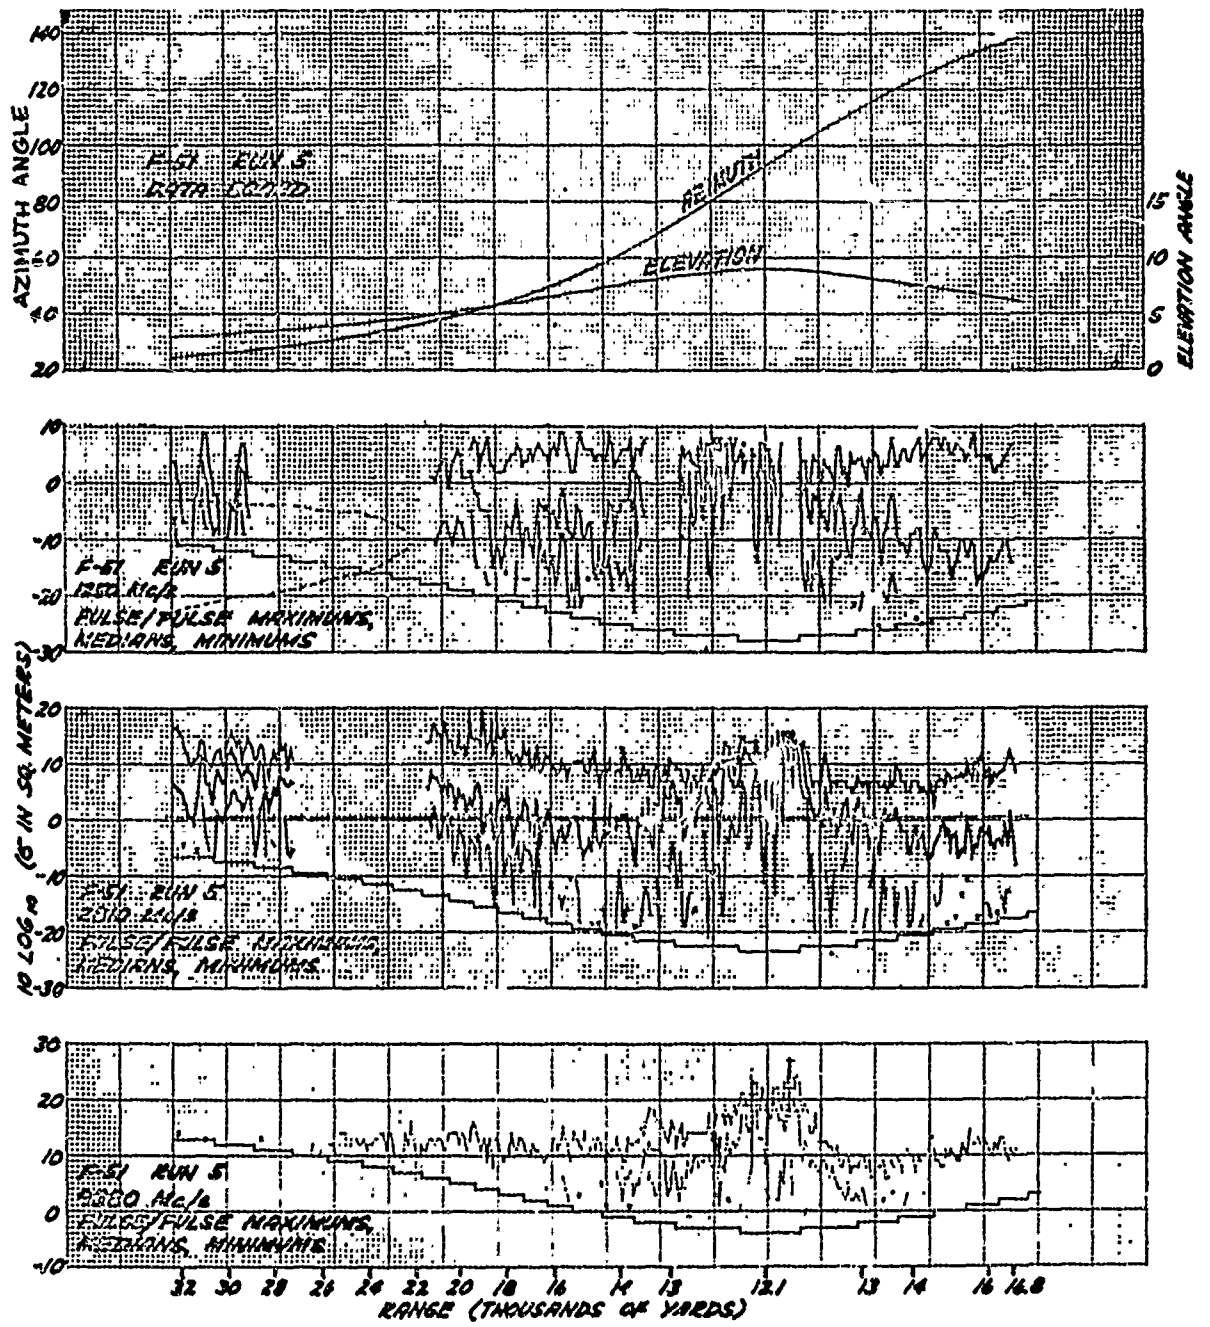 140
120
100
80
60
40
20
AZIMUTH ANGLE
F-51 RUN 5
DATA
AZIMUTH
ELEVATION
15
10
5
0
ELEVATION ANGLE
10
0
-10
-20
-30
F-51 RUN 5
1250 Mc/s
PULSE/PULSE MAXIMUMS,
MEDIANS, MINIMUMS
10 LOG10 (σ IN SQ. METERS)
20
10
0
-10
-20
-30
F-51 RUN 5
2810 Mc/s
PULSE/PULSE MAXIMUMS,
MEDIANS, MINIMUMS
30
20
10
0
-10
F-51 RUN 5
Mc/s
PULSE/PULSE MAXIMUMS,
MEDIANS, MINIMUMS
32 30 28 26 24 22 20 18 16 14 13 12.1 13 14 16 16.8
RANGE (THOUSANDS OF YARDS)